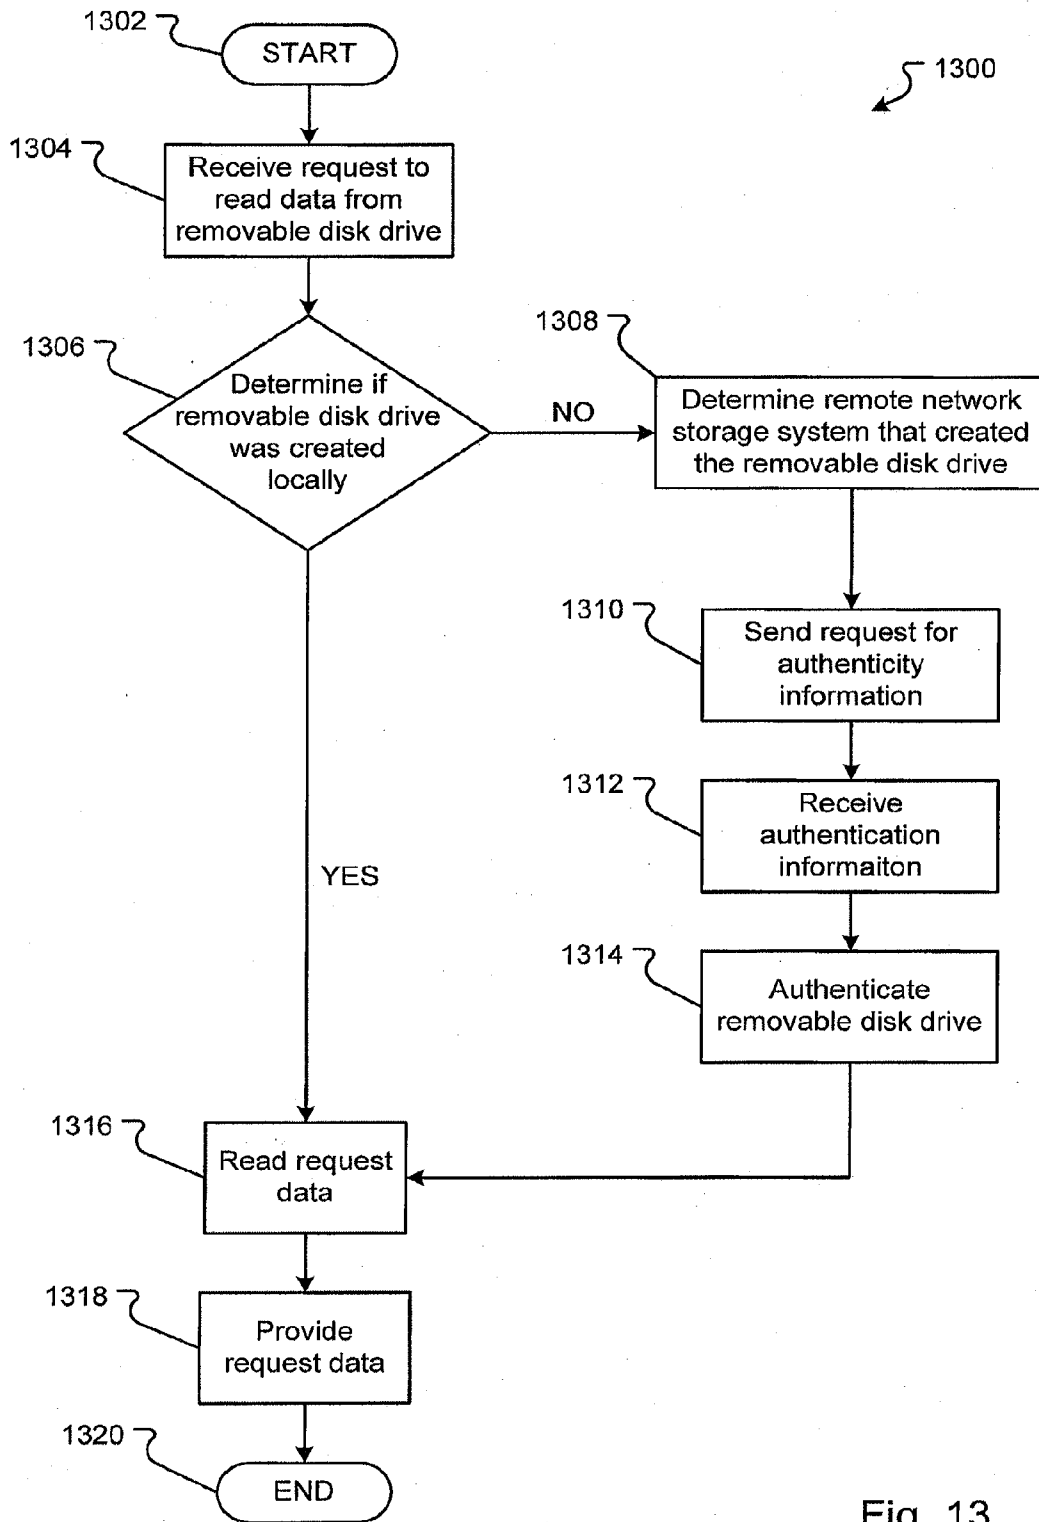 1302
START
1300
1304
Receive request to
read data from
removable disk drive
1306
Determine if
removable disk drive
was created
locally
NO
1308
Determine remote network
storage system that created
the removable disk drive
1310
Send request for
authenticity
information
1312
Receive
authentication
informaiton
YES
1314
Authenticate
removable disk drive
1316
Read request
data
1318
Provide
request data
1320
END
Fig. 13